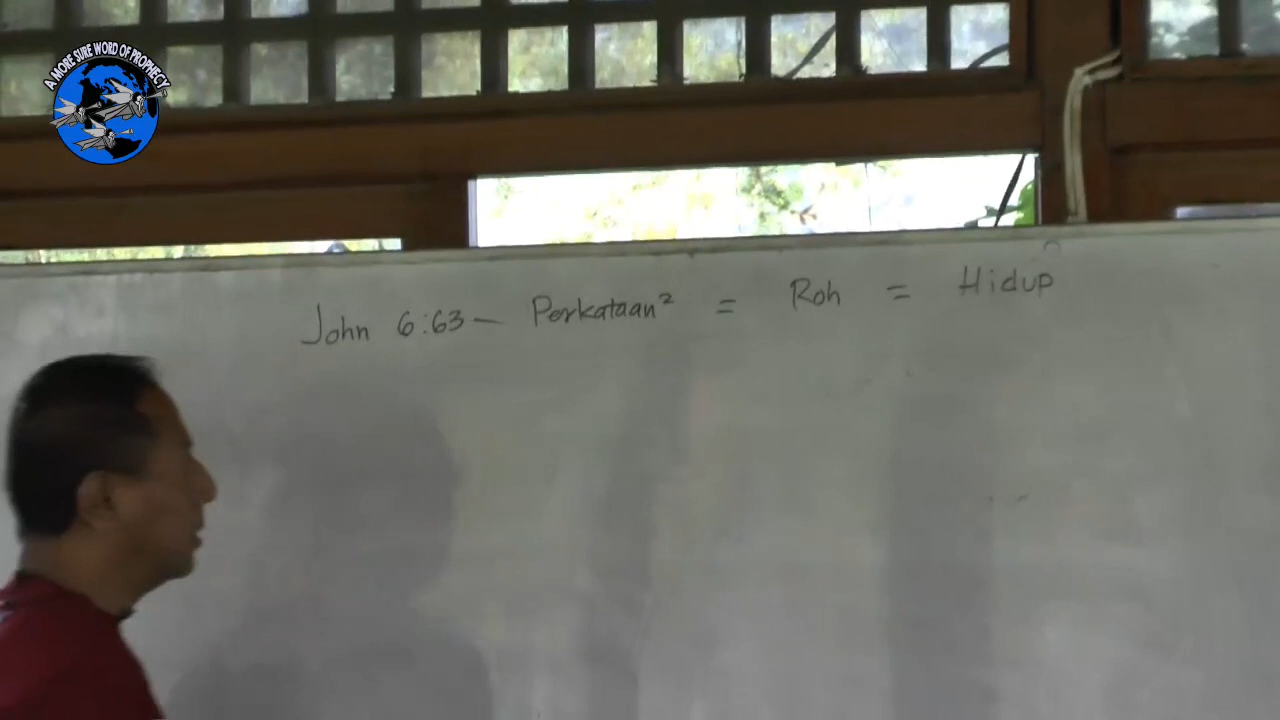 A MORE SURE WORD OF PROPHECY
John 6:63 — Perkataan² = Roh = Hidup